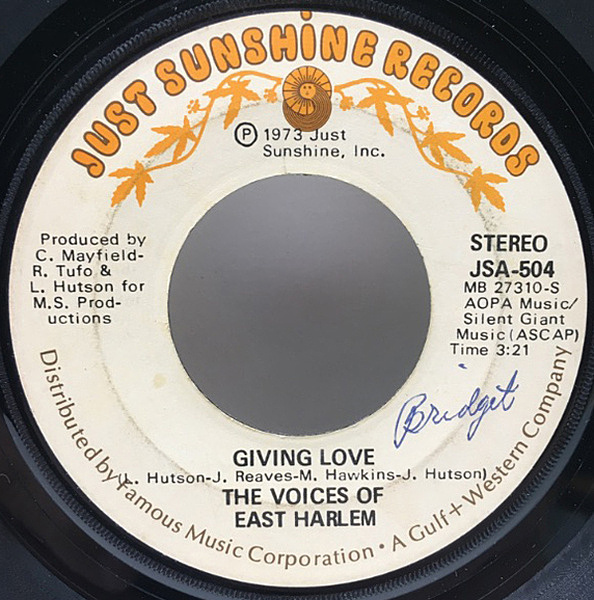 JUST SUNSHINE RECORDS
Ⓟ 1973 Just
Sunshine, Inc.
Produced by
C. Mayfield-
R. Tufo &
L. Hutson for
M.S. Prod-
uctions
STEREO
JSA-504
MB 27310-S
AOPA Music/
Silent Giant
Music (ASCAP)
Time 3:21
Bridget
GIVING LOVE
(L. Hutson-J. Reaves-M. Hawkins-J. Hutson)
THE VOICES OF
EAST HARLEM
Distributed by Famous Music Corporation • A Gulf + Western Company